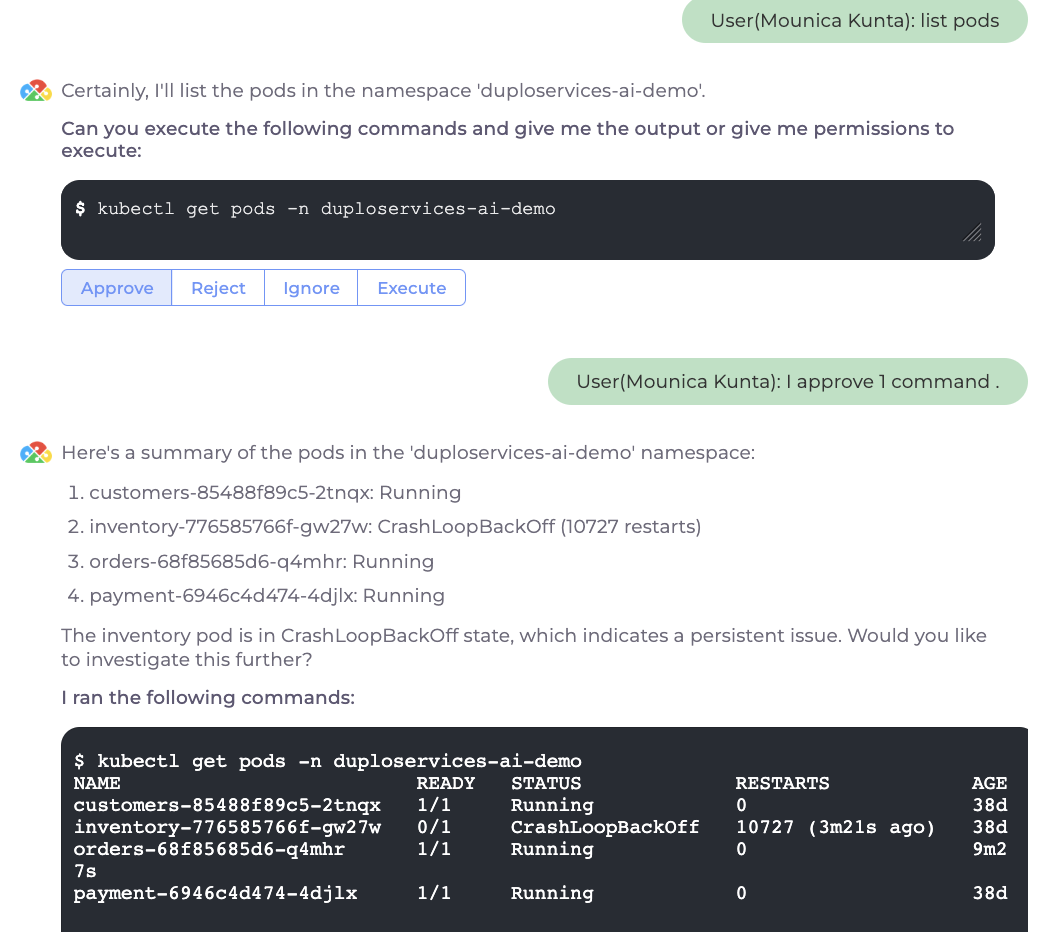 User(Mounica Kunta): list pods
Certainly, I'll list the pods in the namespace 'duploservices-ai-demo'.
Can you execute the following commands and give me the output or give me permissions to
execute:
$ kubectl get pods -n duploservices-ai-demo
Approve Reject Ignore Execute
User(Mounica Kunta): I approve 1 command .
Here's a summary of the pods in the 'duploservices-ai-demo' namespace:
1. customers-85488f89c5-2tnqx: Running
2. inventory-776585766f-gw27w: CrashLoopBackOff (10727 restarts)
3. orders-68f85685d6-q4mhr: Running
4. payment-6946c4d474-4djlx: Running
The inventory pod is in CrashLoopBackOff state, which indicates a persistent issue. Would you like
to investigate this further?
I ran the following commands:
$ kubectl get pods -n duploservices-ai-demo
NAME READY STATUS RESTARTS AGE
customers-85488f89c5-2tnqx 1/1 Running 0 38d
inventory-776585766f-gw27w 0/1 CrashLoopBackOff 10727 (3m21s ago) 38d
orders-68f85685d6-q4mhr 1/1 Running 0 9m2
7s
payment-6946c4d474-4djlx 1/1 Running 0 38d